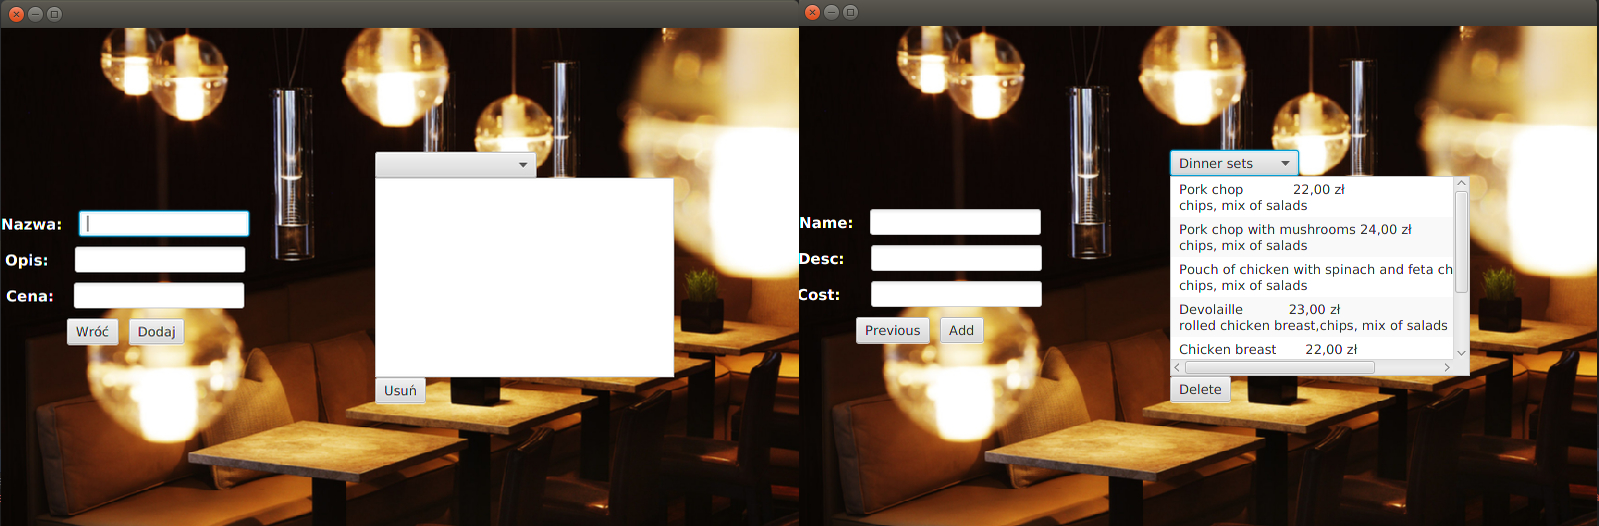 Nazwa:
Opis:
Cena:
Wróć Dodaj
Usuń
Dinner sets
Name:
Desc:
Cost:
Previous Add
Pork chop 22,00 zł
chips, mix of salads
Pork chop with mushrooms 24,00 zł
chips, mix of salads
Pouch of chicken with spinach and feta ch
chips, mix of salads
Devolaille 23,00 zł
rolled chicken breast,chips, mix of salads
Chicken breast 22,00 zł
Delete